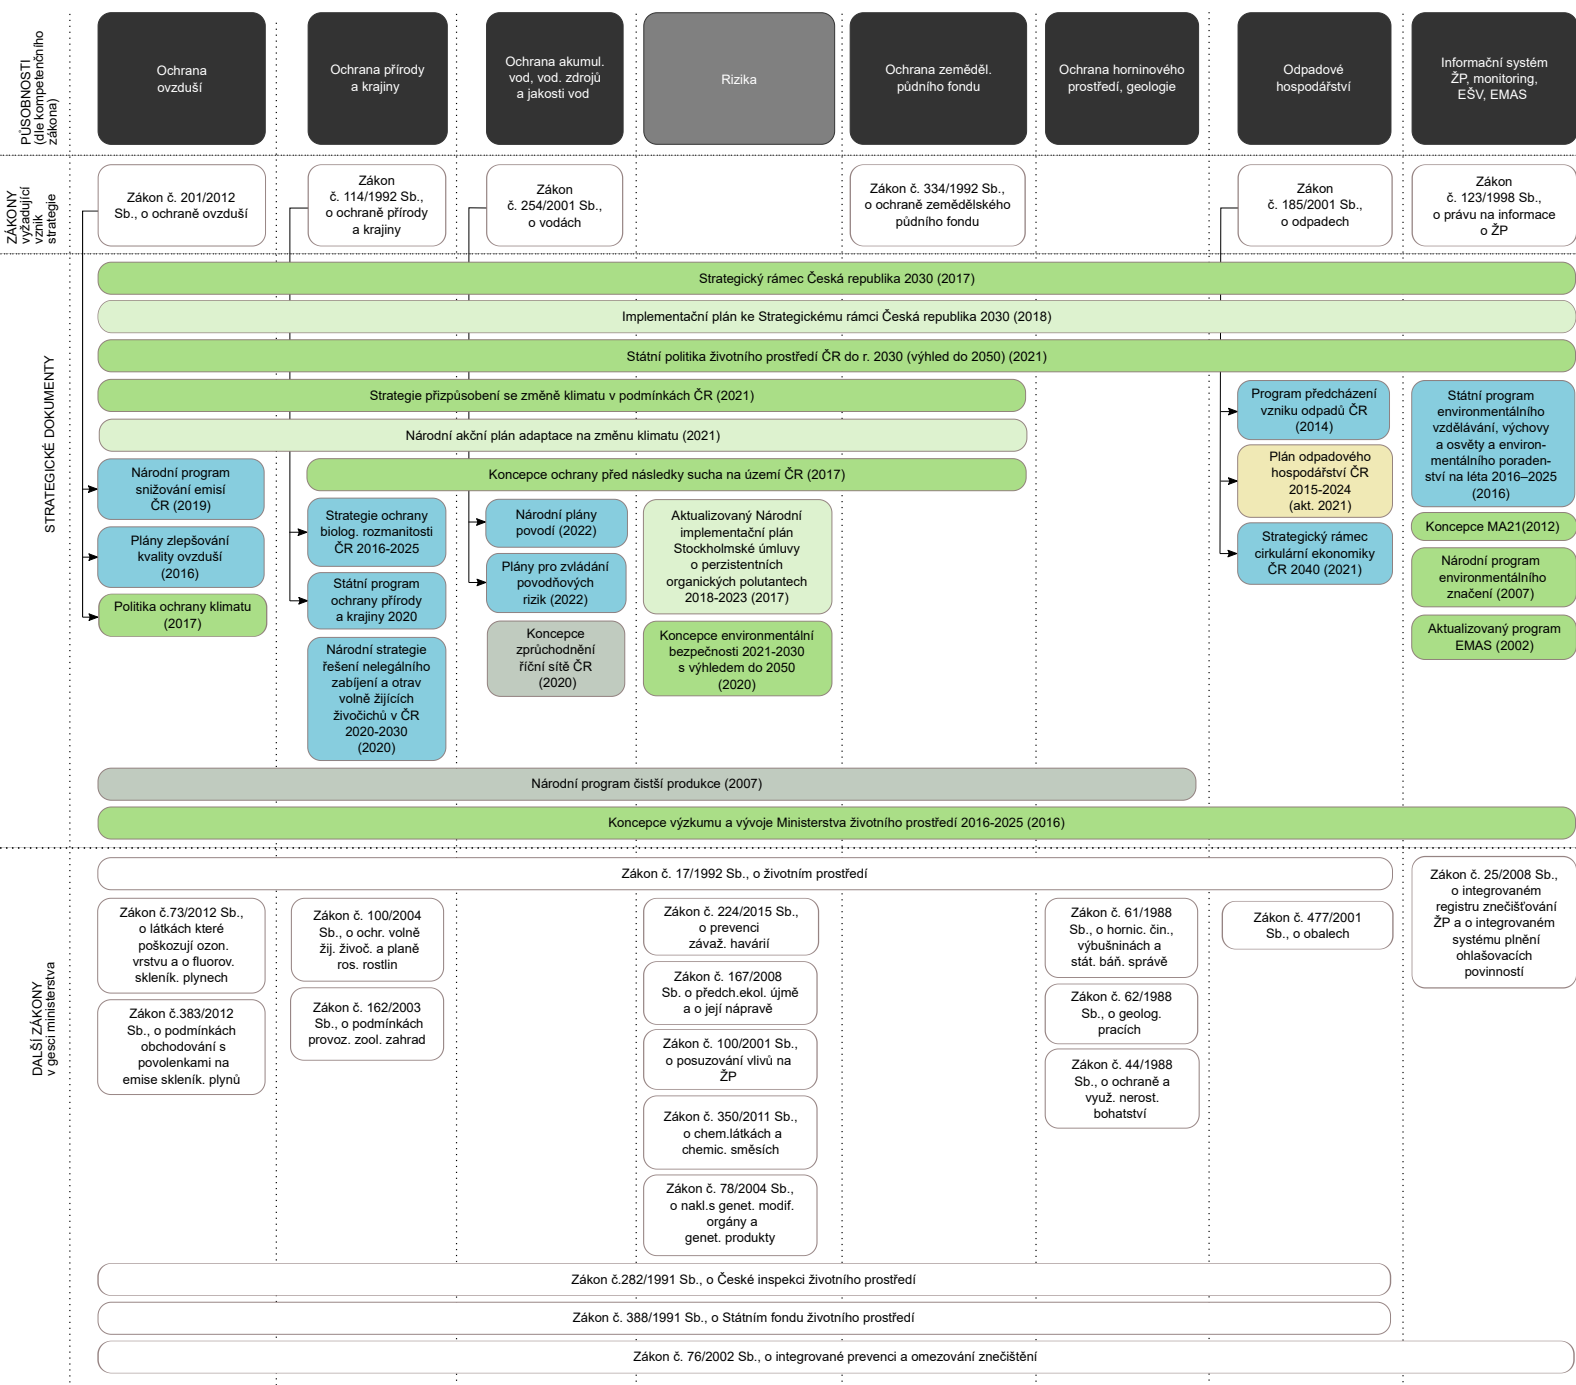 PŮSOBNOSTI
(dle kompetenčního
zákona)
Ochrana
ovzduší
Ochrana přírody
a krajiny
Ochrana akumul.
vod, vod. zdrojů
a jakosti vod
Rizika
Ochrana zeměděl.
půdního fondu
Ochrana horninového
prostředí, geologie
Odpadové
hospodářství
Informační systém
ŽP, monitoring,
EŠV, EMAS
ZÁKONY
vyžadující
vznik
strategie
Zákon č. 201/2012
Sb., o ochraně ovzduší
Zákon
č. 114/1992 Sb.,
o ochraně přírody
a krajiny
Zákon
č. 254/2001 Sb.,
o vodách
Zákon č. 334/1992 Sb.,
o ochraně zemědělského
půdního fondu
Zákon
č. 185/2001 Sb.,
o odpadech
Zákon
č. 123/1998 Sb.,
o právu na informace
o ŽP
STRATEGICKÉ DOKUMENTY
Strategický rámec Česká republika 2030 (2017)
Implementační plán ke Strategickému rámci Česká republika 2030 (2018)
Státní politika životního prostředí ČR do r. 2030 (výhled do 2050) (2021)
Strategie přizpůsobení se změně klimatu v podmínkách ČR (2021)
Národní akční plán adaptace na změnu klimatu (2021)
Koncepce ochrany před následky sucha na území ČR (2017)
Národní program
snižování emisí
ČR (2019)
Plány zlepšování
kvality ovzduší
(2016)
Politika ochrany klimatu
(2017)
Strategie ochrany
biolog. rozmanitosti
ČR 2016-2025
Státní program
ochrany přírody
a krajiny 2020
Národní strategie
řešení nelegálního
zabíjení a otrav
volně žijících
živočichů v ČR
2020-2030
(2020)
Národní plány
povodí (2022)
Plány pro zvládání
povodňových
rizik (2022)
Koncepce
zprůchodnění
říční sítě ČR
(2020)
Aktualizovaný Národní
implementační plán
Stockholmské úmluvy
o perzistentních
organických polutantech
2018-2023 (2017)
Koncepce environmentální
bezpečnosti 2021-2030
s výhledem do 2050
(2020)
Program předcházení
vzniku odpadů ČR
(2014)
Plán odpadového
hospodářství ČR
2015-2024
(akt. 2021)
Strategický rámec
cirkulární ekonomiky
ČR 2040 (2021)
Státní program
environmentálního
vzdělávání, výchovy
a osvěty a environ-
mentálního poraden-
ství na léta 2016–2025
(2016)
Koncepce MA21(2012)
Národní program
environmentálního
značení (2007)
Aktualizovaný program
EMAS (2002)
Národní program čistší produkce (2007)
Koncepce výzkumu a vývoje Ministerstva životního prostředí 2016-2025 (2016)
DALŠÍ ZÁKONY
v gesci ministerstva
Zákon č. 17/1992 Sb., o životním prostředí
Zákon č.73/2012 Sb.,
o látkách které
poškozují ozon.
vrstvu a o fluorov.
skleník. plynech
Zákon č.383/2012
Sb., o podmínkách
obchodování s
povolenkami na
emise skleník. plynů
Zákon č. 100/2004
Sb., o ochr. volně
žij. živoč. a planě
ros. rostlin
Zákon č. 162/2003
Sb., o podmínkách
provoz. zool. zahrad
Zákon č. 224/2015 Sb.,
o prevenci
závaž. havárií
Zákon č. 167/2008
Sb. o předch.ekol. újmě
a o její nápravě
Zákon č. 100/2001 Sb.,
o posuzování vlivů na
ŽP
Zákon č. 350/2011 Sb.,
o chem.látkách a
chemic. směsích
Zákon č. 78/2004 Sb.,
o nakl.s genet. modif.
orgány a
genet. produkty
Zákon č. 61/1988
Sb., o hornic. čin.,
výbušninách a
stát. báň. správě
Zákon č. 62/1988
Sb., o geolog.
pracích
Zákon č. 44/1988
Sb., o ochraně a
využ. nerost.
bohatství
Zákon č. 477/2001
Sb., o obalech
Zákon č. 25/2008 Sb.,
o integrovaném
registru znečišťování
ŽP a o integrovaném
systému plnění
ohlašovacích
povinností
Zákon č.282/1991 Sb., o České inspekci životního prostředí
Zákon č. 388/1991 Sb., o Státním fondu životního prostředí
Zákon č. 76/2002 Sb., o integrované prevenci a omezování znečištění